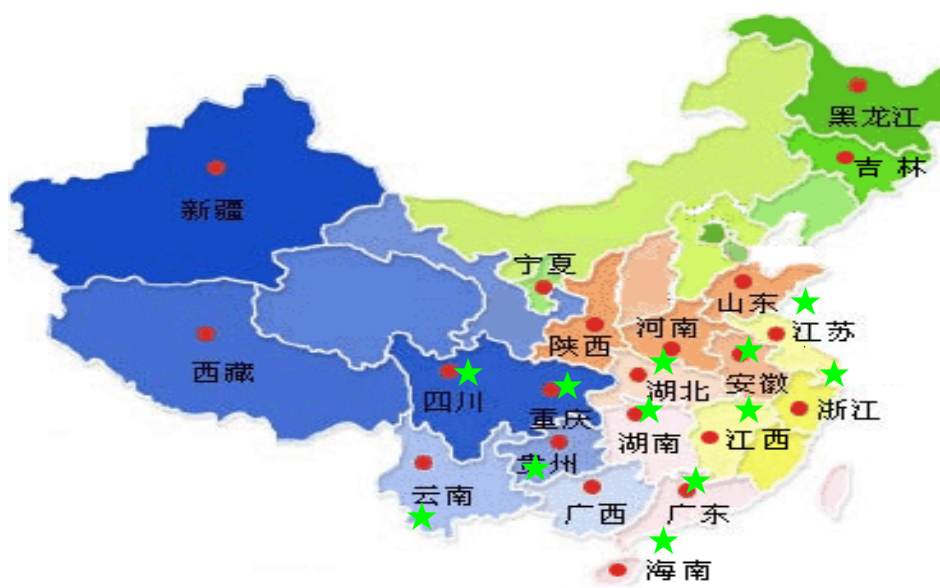 黑龙江
吉林
新疆
宁夏
山东
河南
江苏
陕西
西藏
四川
重庆
湖北
安徽
浙江
湖南
江西
贵州
云南
广西
广东
海南